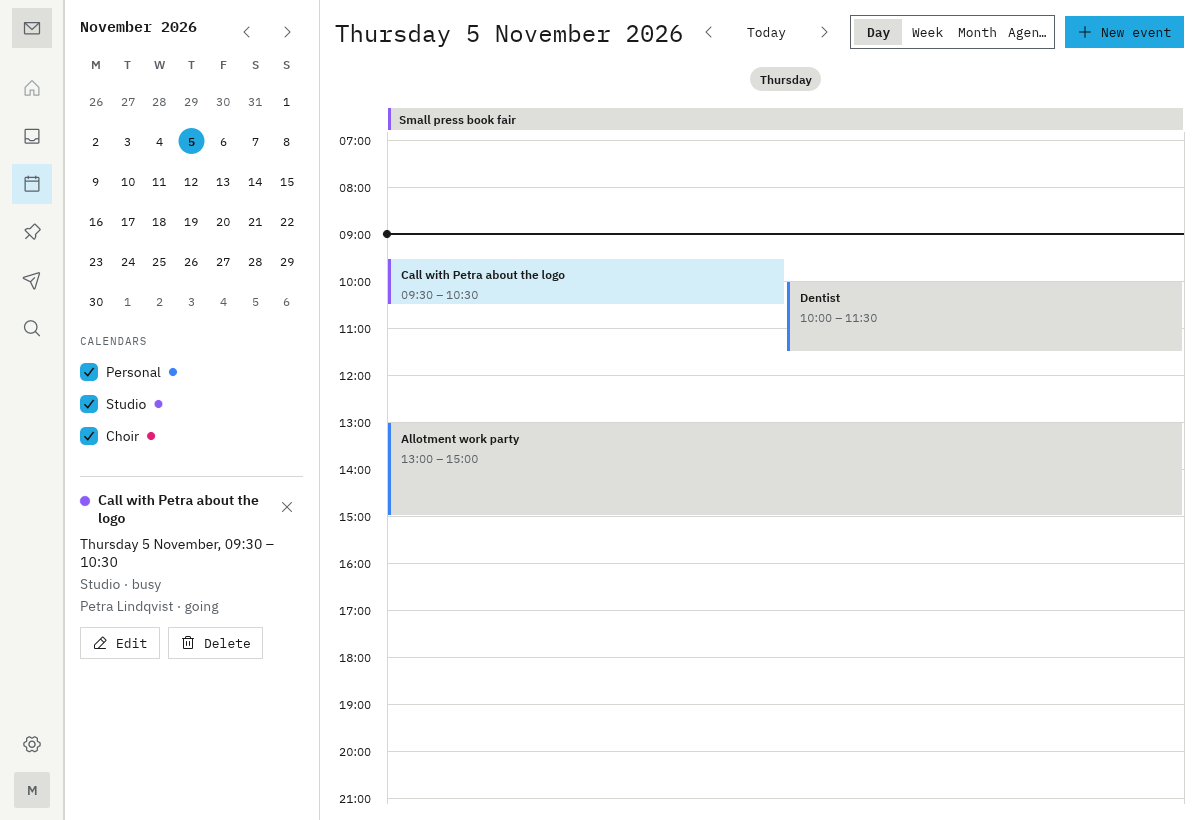 November 2026
M T W T F S S
26 27 28 29 30 31 1
2 3 4 5 6 7 8
9 10 11 12 13 14 15
16 17 18 19 20 21 22
23 24 25 26 27 28 29
30 1 2 3 4 5 6
CALENDARS
Personal
Studio
Choir
Call with Petra about the
logo
Thursday 5 November, 09:30 –
10:30
Studio · busy
Petra Lindqvist · going
Edit Delete
M
Thursday 5 November 2026
Today
Day Week Month Agen…
New event
Thursday
Small press book fair
07:00
08:00
09:00
10:00
11:00
12:00
13:00
14:00
15:00
16:00
17:00
18:00
19:00
20:00
21:00
Call with Petra about the logo
09:30 – 10:30
Dentist
10:00 – 11:30
Allotment work party
13:00 – 15:00